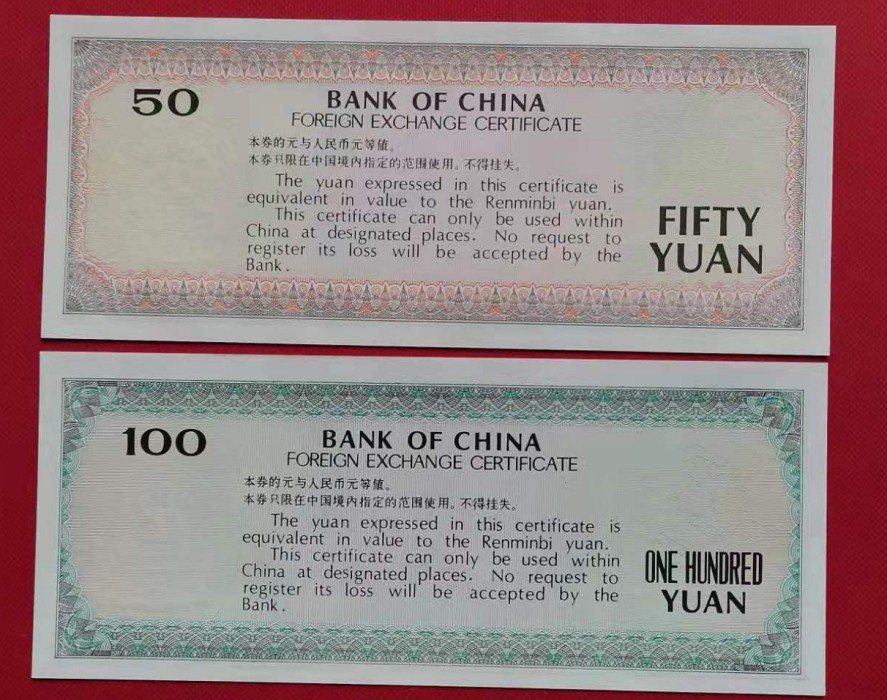 50
BANK OF CHINA
FOREIGN EXCHANGE CERTIFICATE
本券的元与人民币元等值。
本券只限在中国境内指定的范围使用。不得挂失。
The yuan expressed in this certificate is
equivalent in value to the Renminbi yuan.
This certificate can only be used within
China at designated places. No request to
register its loss will be accepted by the
Bank.
FIFTY
YUAN
100
BANK OF CHINA
FOREIGN EXCHANGE CERTIFICATE
本券的元与人民币元等值。
本券只限在中国境内指定的范围使用。不得挂失。
The yuan expressed in this certificate is
equivalent in value to the Renminbi yuan.
This certificate can only be used within
China at designated places. No request to
register its loss will be accepted by the
Bank.
ONE HUNDRED
YUAN